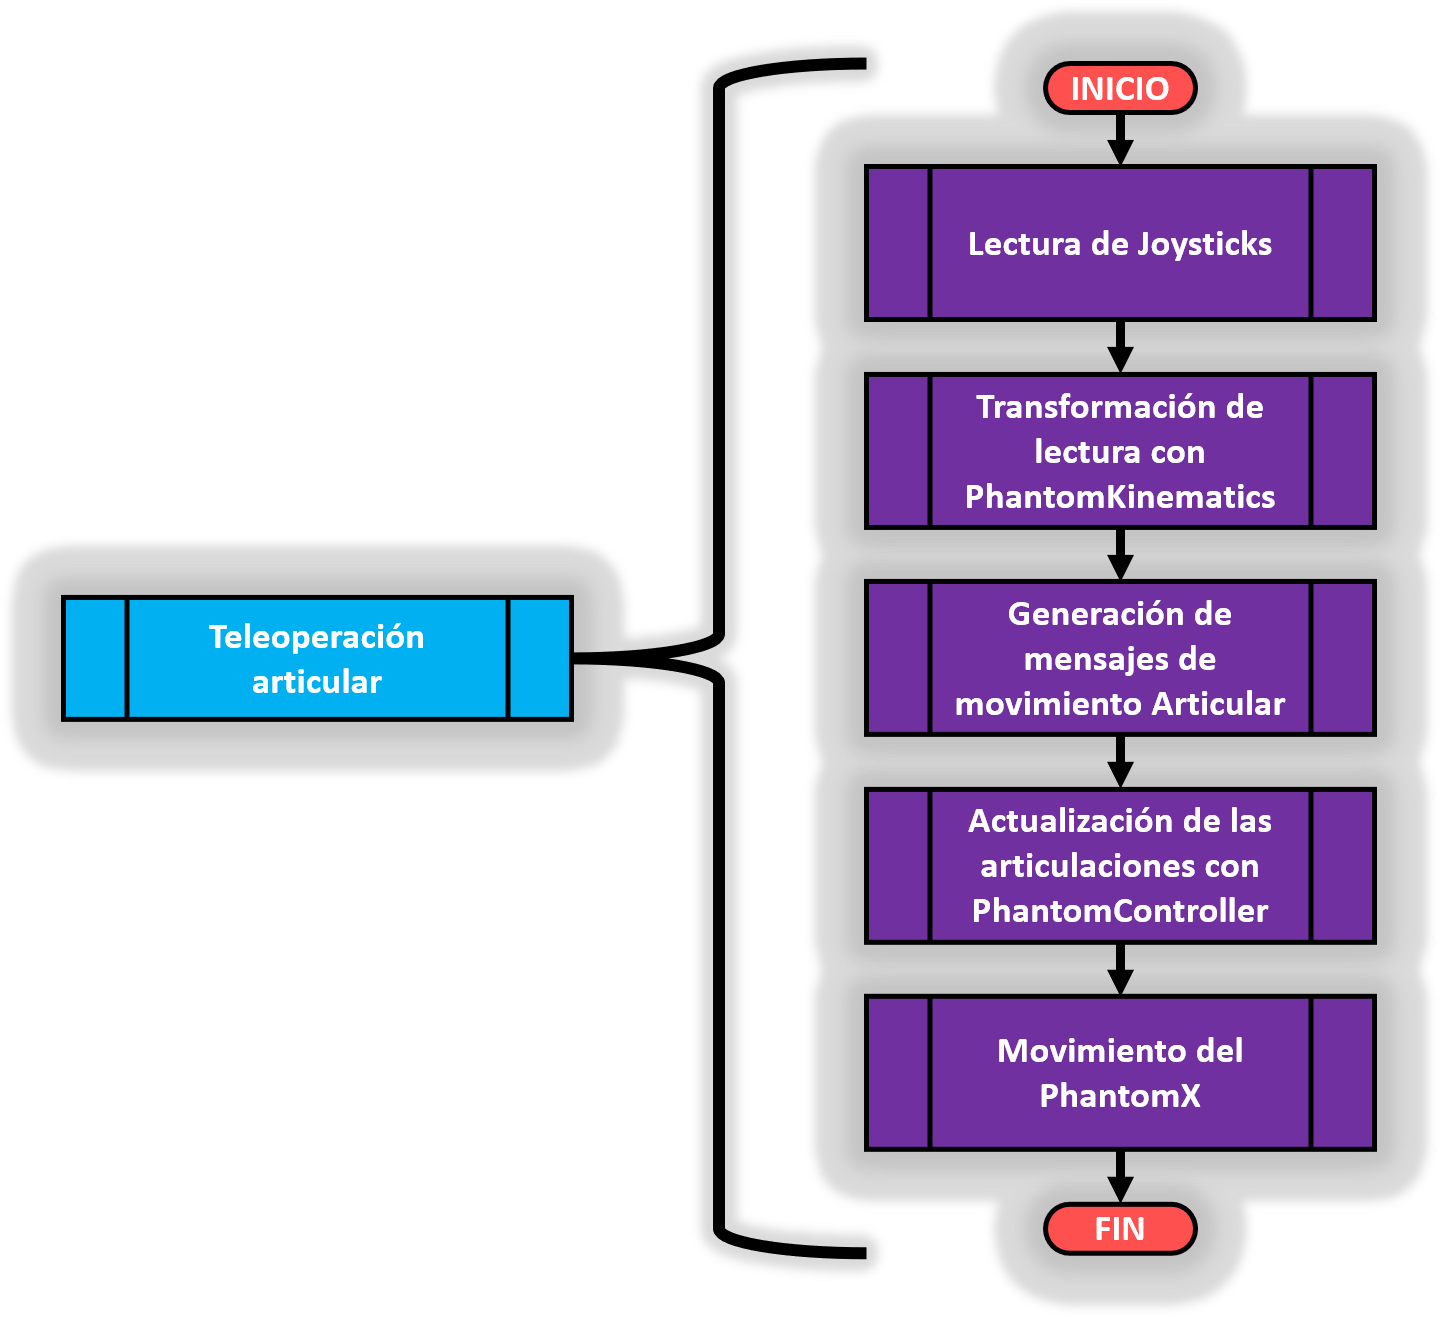 Teleoperación
articular
INICIO
Lectura de Joysticks
Transformación de
lectura con
PhantomKinematics
Generación de
mensajes de
movimiento Articular
Actualización de las
articulaciones con
PhantomController
Movimiento del
PhantomX
FIN